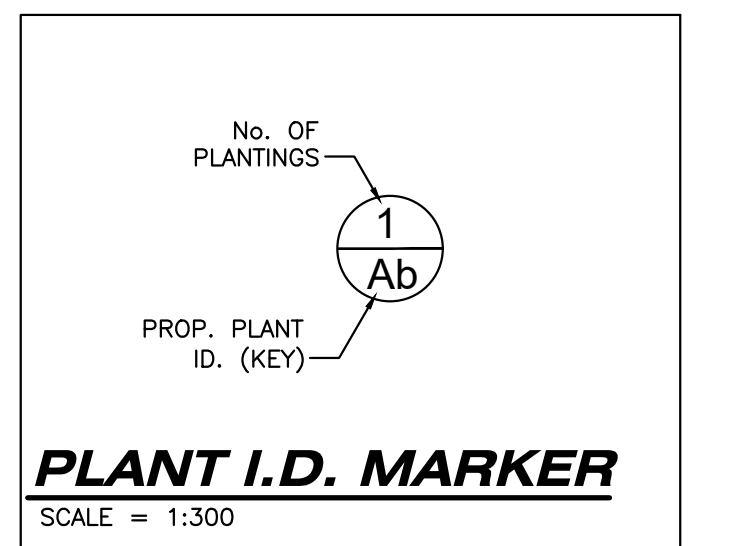 No. OF
PLANTINGS
1
Ab
PROP. PLANT
ID. (KEY)
PLANT I.D. MARKER
SCALE = 1:300